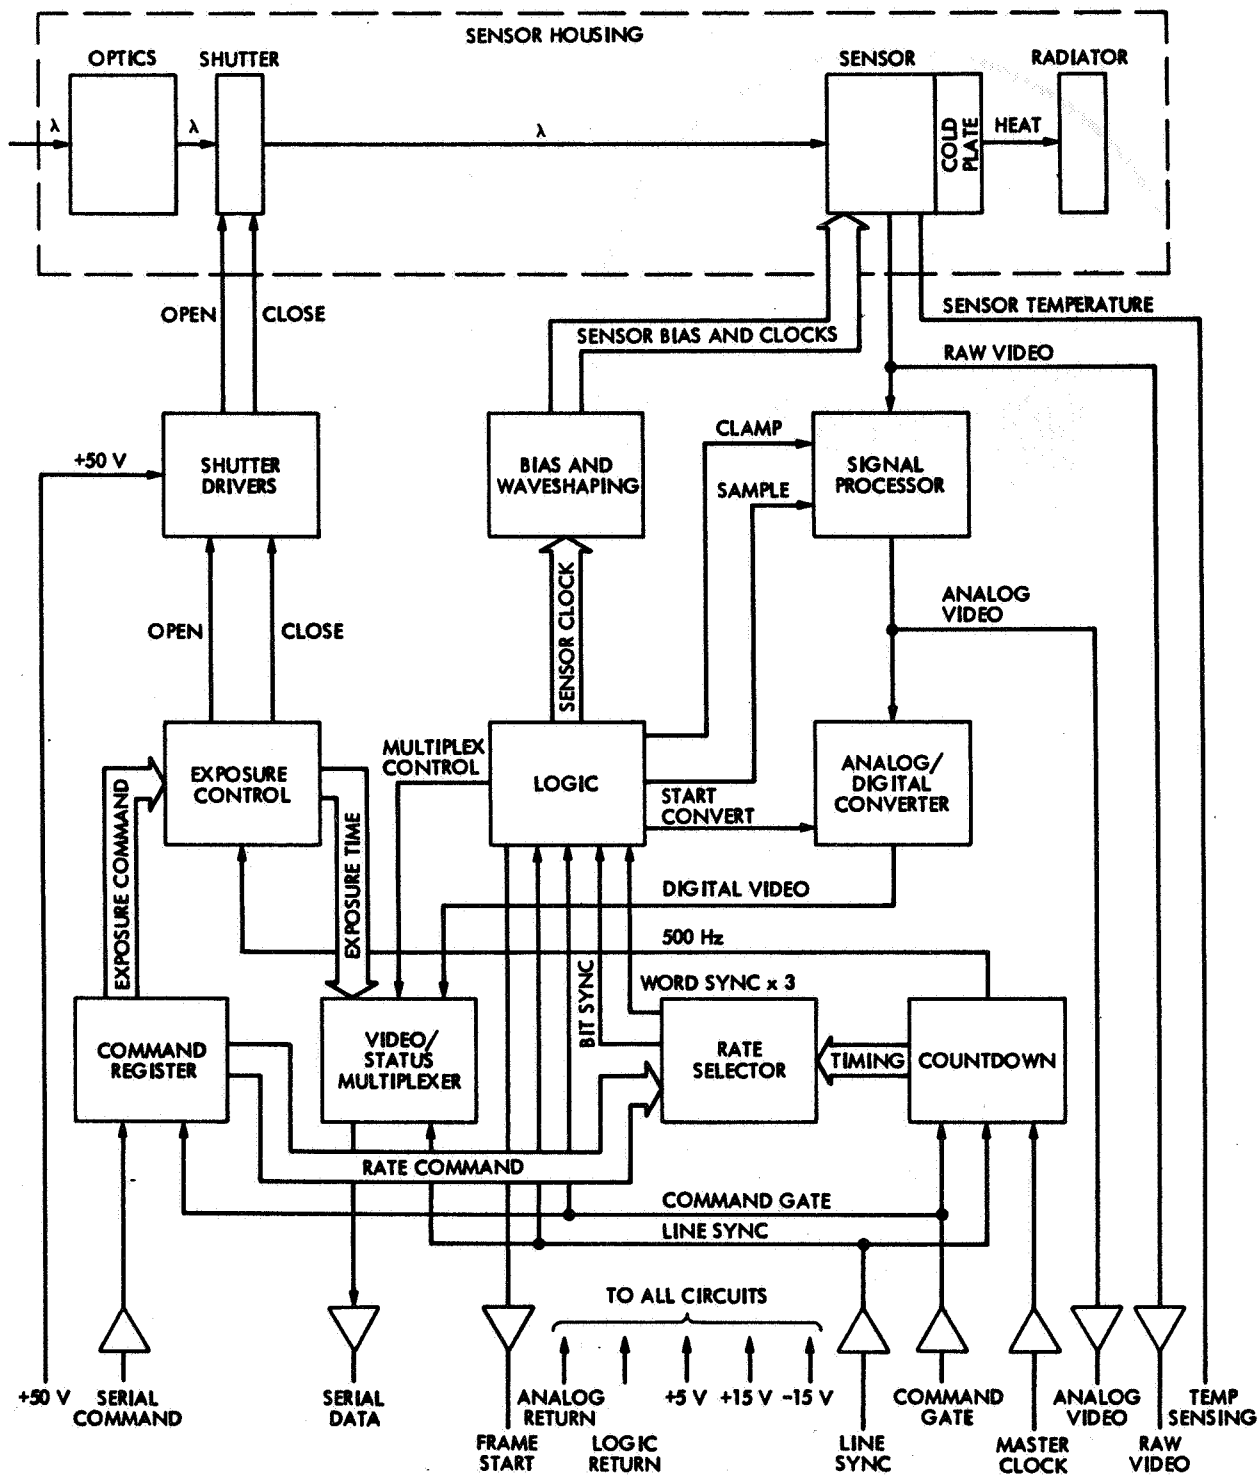 SENSOR HOUSING
OPTICS
SHUTTER
SENSOR
RADIATOR
λ
λ
λ
COLD
PLATE
HEAT
OPEN
CLOSE
SENSOR TEMPERATURE
SENSOR BIAS AND CLOCKS
RAW VIDEO
+50 V
SHUTTER
DRIVERS
BIAS AND
WAVESHAPING
CLAMP
SAMPLE
SIGNAL
PROCESSOR
OPEN
CLOSE
SENSOR CLOCK
ANALOG
VIDEO
EXPOSURE
CONTROL
MULTIPLEX
CONTROL
LOGIC
START
CONVERT
ANALOG/
DIGITAL
CONVERTER
EXPOSURE COMMAND
EXPOSURE TIME
DIGITAL VIDEO
500 Hz
BIT SYNC
WORD SYNC x 3
COMMAND
REGISTER
VIDEO/
STATUS
MULTIPLEXER
RATE
SELECTOR
TIMING
COUNTDOWN
RATE COMMAND
COMMAND GATE
LINE SYNC
TO ALL CIRCUITS
+50 V
SERIAL
COMMAND
SERIAL
DATA
FRAME
START
ANALOG
RETURN
LOGIC
RETURN
+5 V
+15 V
-15 V
LINE
SYNC
COMMAND
GATE
MASTER
CLOCK
ANALOG
VIDEO
RAW
VIDEO
TEMP
SENSING